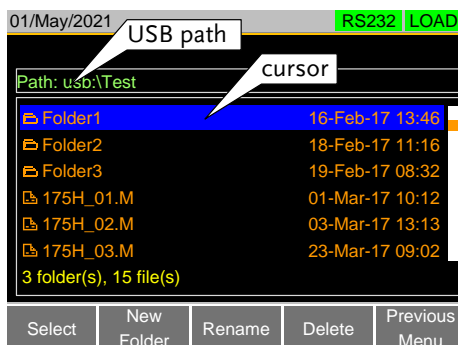 01/May/2021 RS232 LOAD
USB path
cursor
Path: usb:\Test
Folder1 16-Feb-17 13:46
Folder2 18-Feb-17 11:16
Folder3 19-Feb-17 08:32
175H_01.M 01-Mar-17 10:12
175H_02.M 03-Mar-17 13:13
175H_03.M 23-Mar-17 09:02
3 folder(s), 15 file(s)
Select New Folder Rename Delete Previous Menu